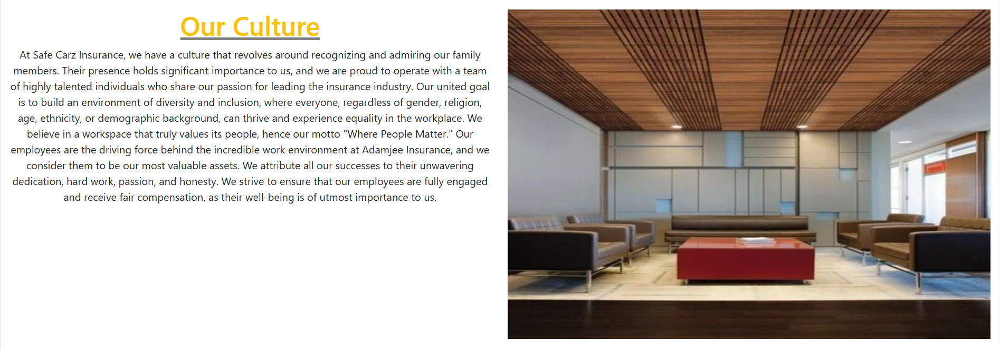 Our Culture
At Safe Carz Insurance, we have a culture that revolves around recognizing and admiring our family
members. Their presence holds significant importance to us, and we are proud to operate with a team
of highly talented individuals who share our passion for leading the insurance industry. Our united goal
is to build an environment of diversity and inclusion, where everyone, regardless of gender, religion,
age, ethnicity, or demographic background, can thrive and experience equality in the workplace. We
believe in a workspace that truly values its people, hence our motto "Where People Matter." Our
employees are the driving force behind the incredible work environment at Adamjee Insurance, and we
consider them to be our most valuable assets. We attribute all our successes to their unwavering
dedication, hard work, passion, and honesty. We strive to ensure that our employees are fully engaged
and receive fair compensation, as their well-being is of utmost importance to us.